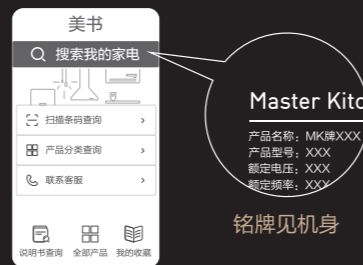 美书
搜索我的家电
扫描条码查询
产品分类查询
联系客服
说明书查询 全部产品 我的收藏
Master Kitc
产品名称：MK牌XXX
产品型号：XXX
额定电压：XXX
额定频率：XXX
铭牌见机身